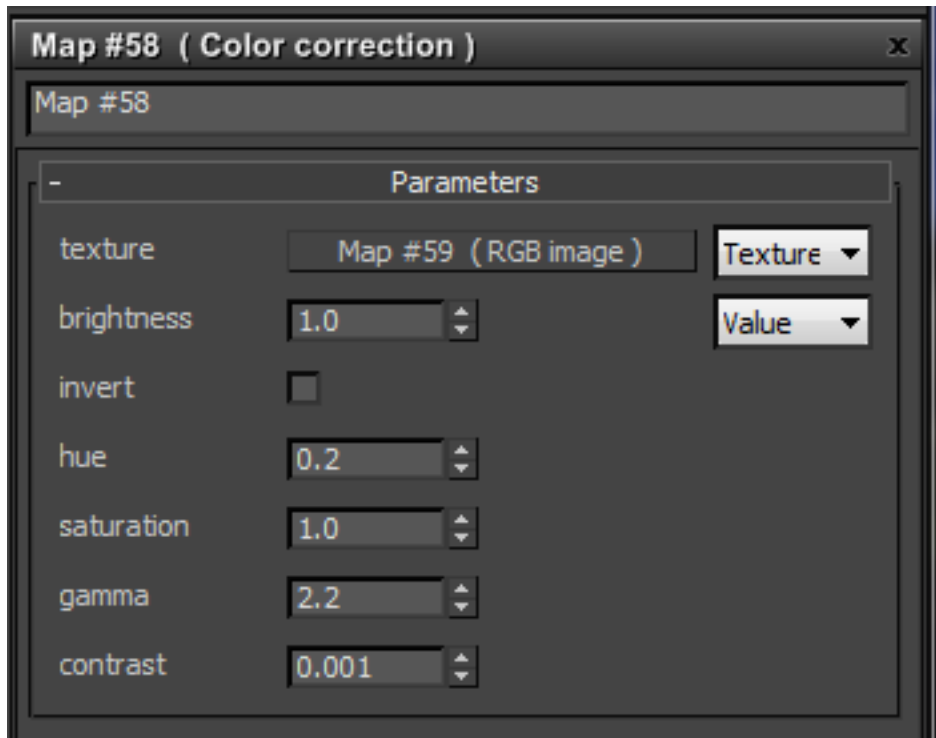 Map #58 ( Color correction ) x
Map #58
- Parameters
texture Map #59 ( RGB image ) Texture
brightness 1.0 Value
invert
hue 0.2
saturation 1.0
gamma 2.2
contrast 0.001